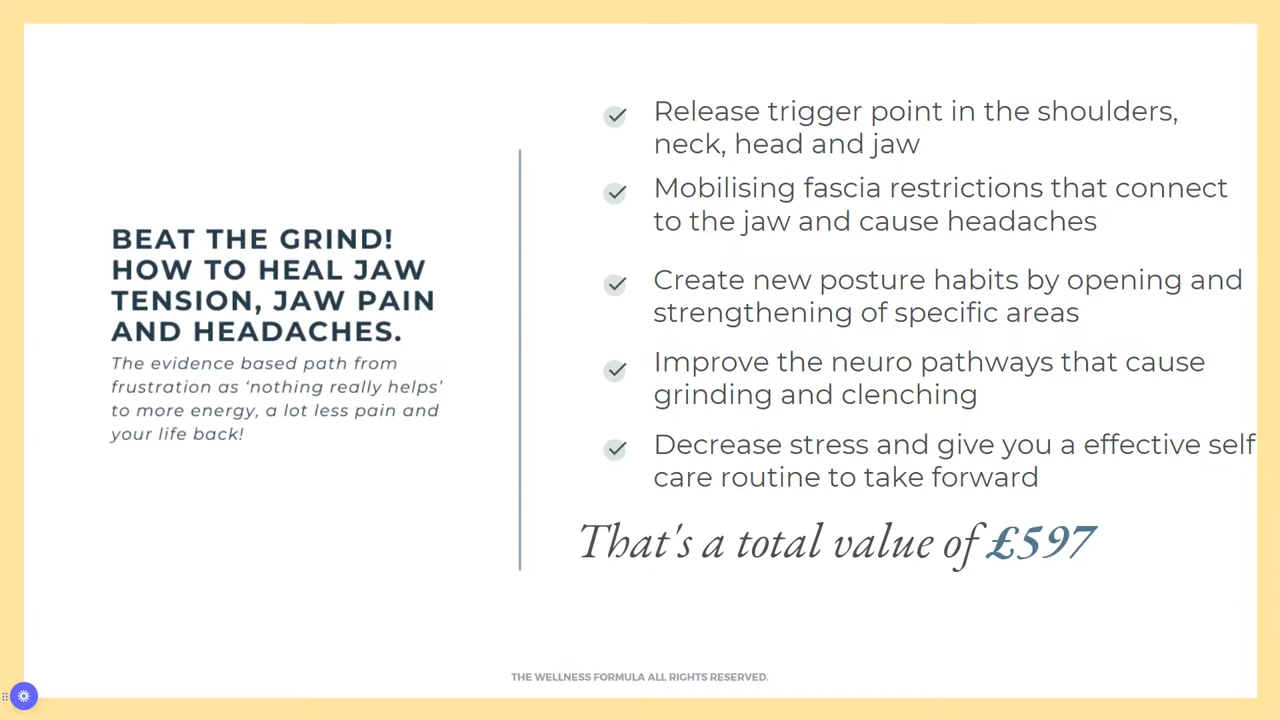 BEAT THE GRIND!
HOW TO HEAL JAW
TENSION, JAW PAIN
AND HEADACHES.
The evidence based path from
frustration as ‘nothing really helps’
to more energy, a lot less pain and
your life back!
Release trigger point in the shoulders,
neck, head and jaw
Mobilising fascia restrictions that connect
to the jaw and cause headaches
Create new posture habits by opening and
strengthening of specific areas
Improve the neuro pathways that cause
grinding and clenching
Decrease stress and give you a effective self
care routine to take forward
That's a total value of £597
THE WELLNESS FORMULA ALL RIGHTS RESERVED.